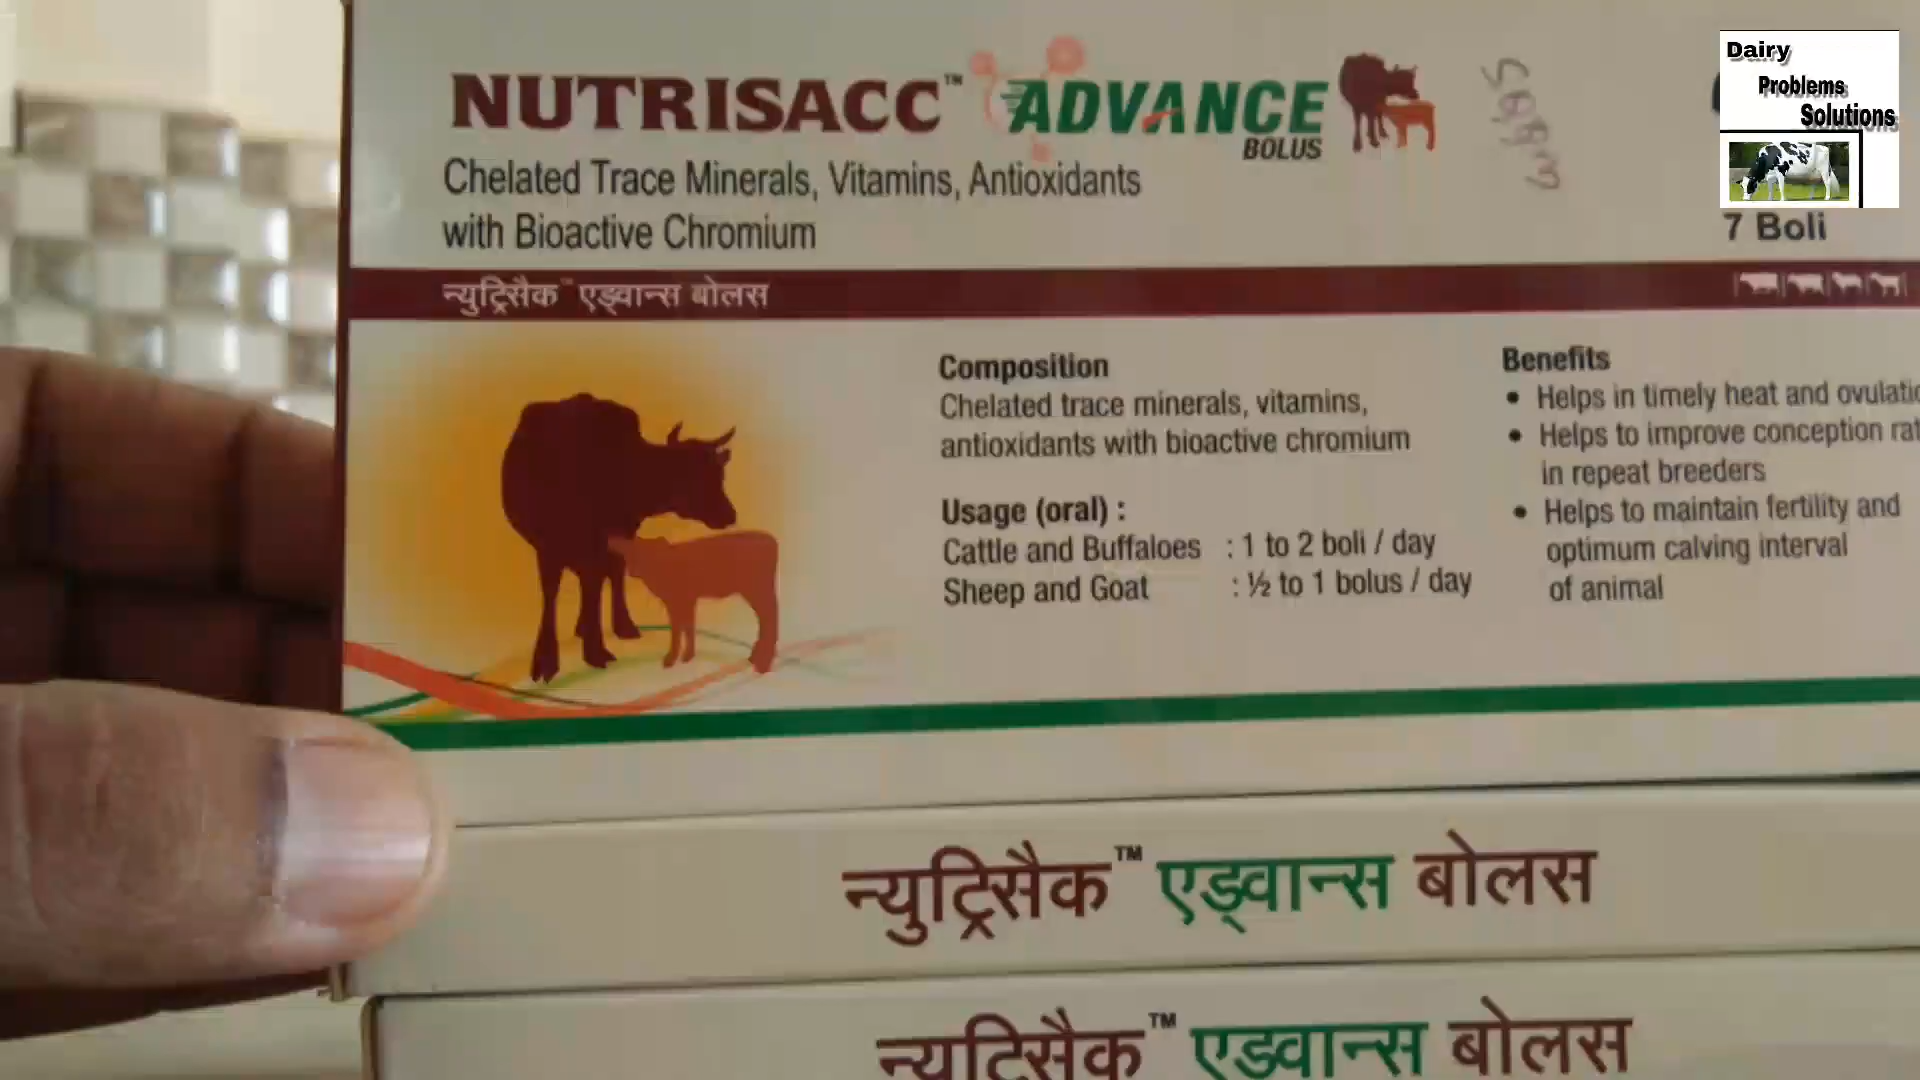 NUTRISACC™ ADVANCE
BOLUS
Chelated Trace Minerals, Vitamins, Antioxidants
with Bioactive Chromium
7 Boli
न्युट्रिसैक™ एड्वान्स बोलस
Composition
Chelated trace minerals, vitamins,
antioxidants with bioactive chromium
Usage (oral) :
Cattle and Buffaloes : 1 to 2 boli / day
Sheep and Goat : ½ to 1 bolus / day
Benefits
• Helps in timely heat and
• Helps to improve conception
in repeat breeders
• Helps to maintain fertility and
optimum calving interval
of animal
न्युट्रिसैक™ एड्वान्स बोलस
न्युट्रिसैक™ एड्वान्स बोलस
Dairy
Problems
Solutions